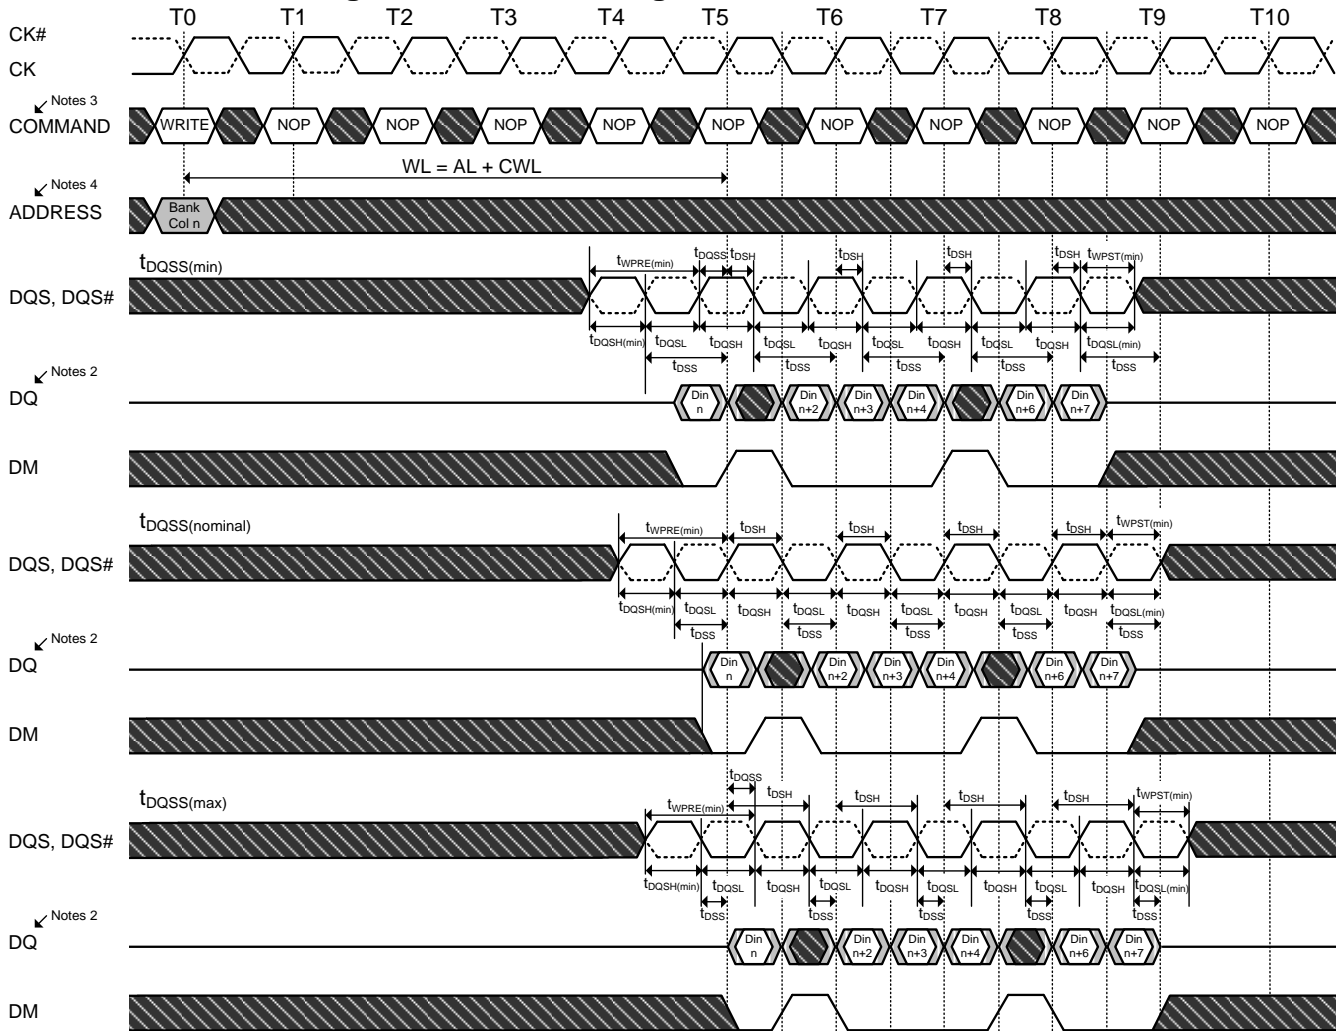 T0 T1 T2 T3 T4 T5 T6 T7 T8 T9 T10
CK#
CK
Notes 3
COMMAND WRITE NOP NOP NOP NOP NOP NOP NOP NOP NOP NOP
WL = AL + CWL
Notes 4
ADDRESS
Bank
Col n
tDQSS(min)
tWPRE(min) tDQSS tDSH tDSH tDSH tDSH tWPST(min)
DQS, DQS#
tDQSH(min) tDQSL tDQSH tDQSL tDQSH tDQSL tDQSH tDQSL tDQSH tDQSL(min)
tDSS tDSS tDSS tDSS tDSS
Notes 2
DQ
Din Din Din Din Din Din
n n+2 n+3 n+4 n+6 n+7
DM
tDQSS(nominal)
tWPRE(min) tDSH tDSH tDSH tDSH tWPST(min)
DQS, DQS#
tDQSH(min) tDQSL tDQSH tDQSL tDQSH tDQSL tDQSH tDQSL tDQSH tDQSL(min)
tDSS tDSS tDSS tDSS tDSS
Notes 2
DQ
Din Din Din Din Din Din
n n+2 n+3 n+4 n+6 n+7
DM
tDQSS
tDQSS(max)
tWPRE(min) tDSH tDSH tDSH tDSH tWPST(min)
DQS, DQS#
tDQSH(min) tDQSL tDQSH tDQSL tDQSH tDQSL tDQSH tDQSL tDQSH tDQSL(min)
tDSS tDSS tDSS tDSS tDSS
Notes 2
DQ
Din Din Din Din Din Din
n n+2 n+3 n+4 n+6 n+7
DM